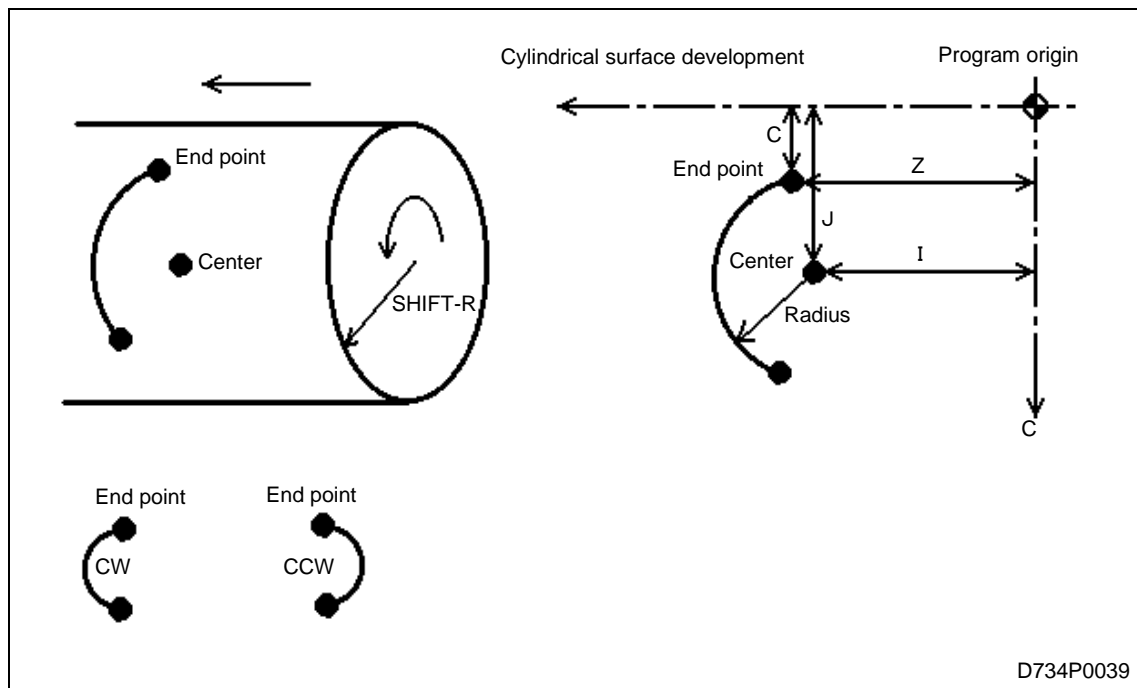 Cylindrical surface development
Program origin
End point
Center
SHIFT-R
C
End point
Z
J
Center
I
Radius
C
End point
End point
CW
CCW
D734P0039